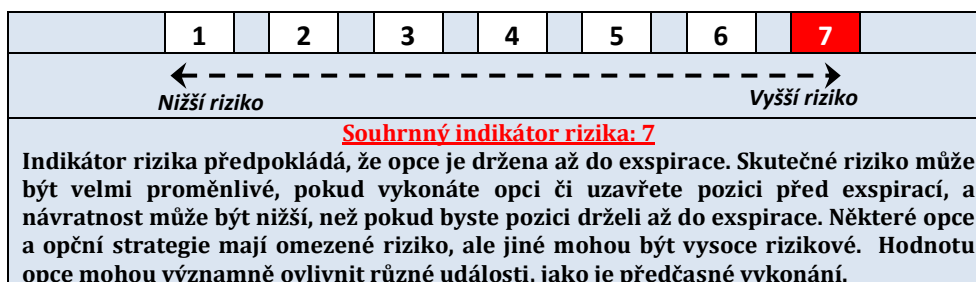 1 2 3 4 5 6 7
Nižší riziko Vyšší riziko
Souhrnný indikátor rizika: 7
Indikátor rizika předpokládá, že opce je držena až do exspirace. Skutečné riziko může
být velmi proměnlivé, pokud vykonáte opci či uzavřete pozici před exspirací, a
návratnost může být nižší, než pokud byste pozici drželi až do exspirace. Některé opce
a opční strategie mají omezené riziko, ale jiné mohou být vysoce rizikové. Hodnotu
opce mohou významně ovlivnit různé události, jako je předčasné vykonání.